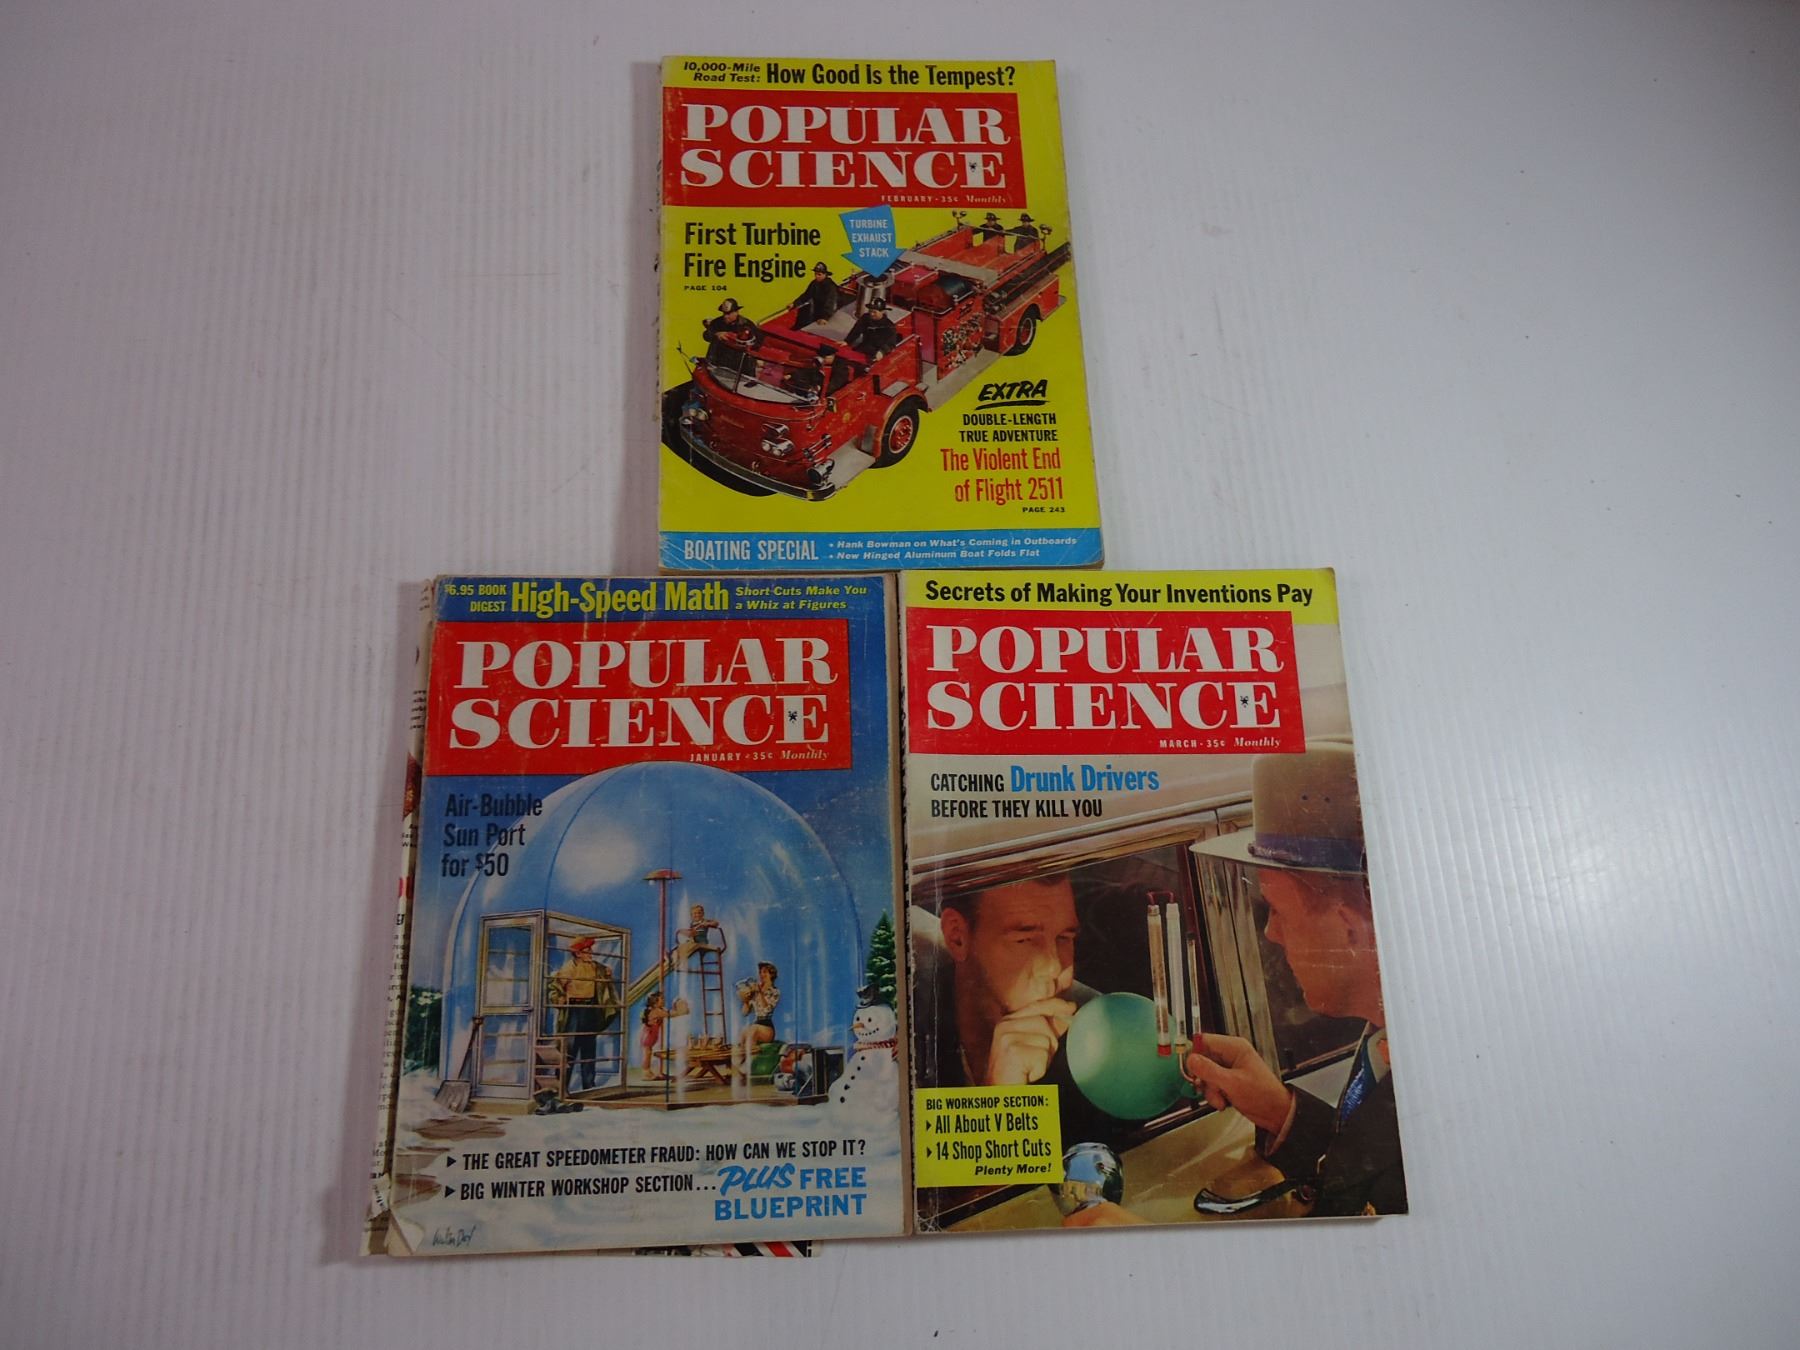 10,000-Mile
Road Test: How Good Is the Tempest?
POPULAR
SCIENCE
FEBRUARY · 35¢ Monthly
First Turbine
Fire Engine
PAGE 104
TURBINE
EXHAUST
STACK
EXTRA
DOUBLE-LENGTH
TRUE ADVENTURE
The Violent End
of Flight 2511
PAGE 243
BOATING SPECIAL
• Hank Bowman on What's Coming in Outboards
• New Hinged Aluminum Boat Folds Flat
$6.95 BOOK
DIGEST
High-Speed Math
Short Cuts Make You
a Whiz at Figures
POPULAR
SCIENCE
JANUARY · 35¢ Monthly
Air-Bubble
Sun Port
for $50
THE GREAT SPEEDOMETER FRAUD: HOW CAN WE STOP IT?
BIG WINTER WORKSHOP SECTION... PLUS FREE
BLUEPRINT
Secrets of Making Your Inventions Pay
POPULAR
SCIENCE
MARCH · 35¢ Monthly
CATCHING Drunk Drivers
BEFORE THEY KILL YOU
BIG WORKSHOP SECTION:
All About V Belts
14 Shop Short Cuts
Plenty More!